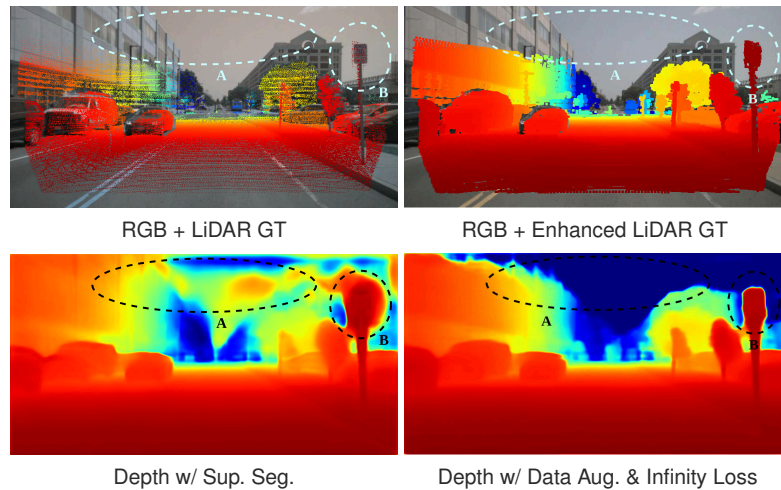 A
B
A
B
RGB + LiDAR GT
RGB + Enhanced LiDAR GT
A
B
A
B
Depth w/ Sup. Seg.
Depth w/ Data Aug. & Infinity Loss